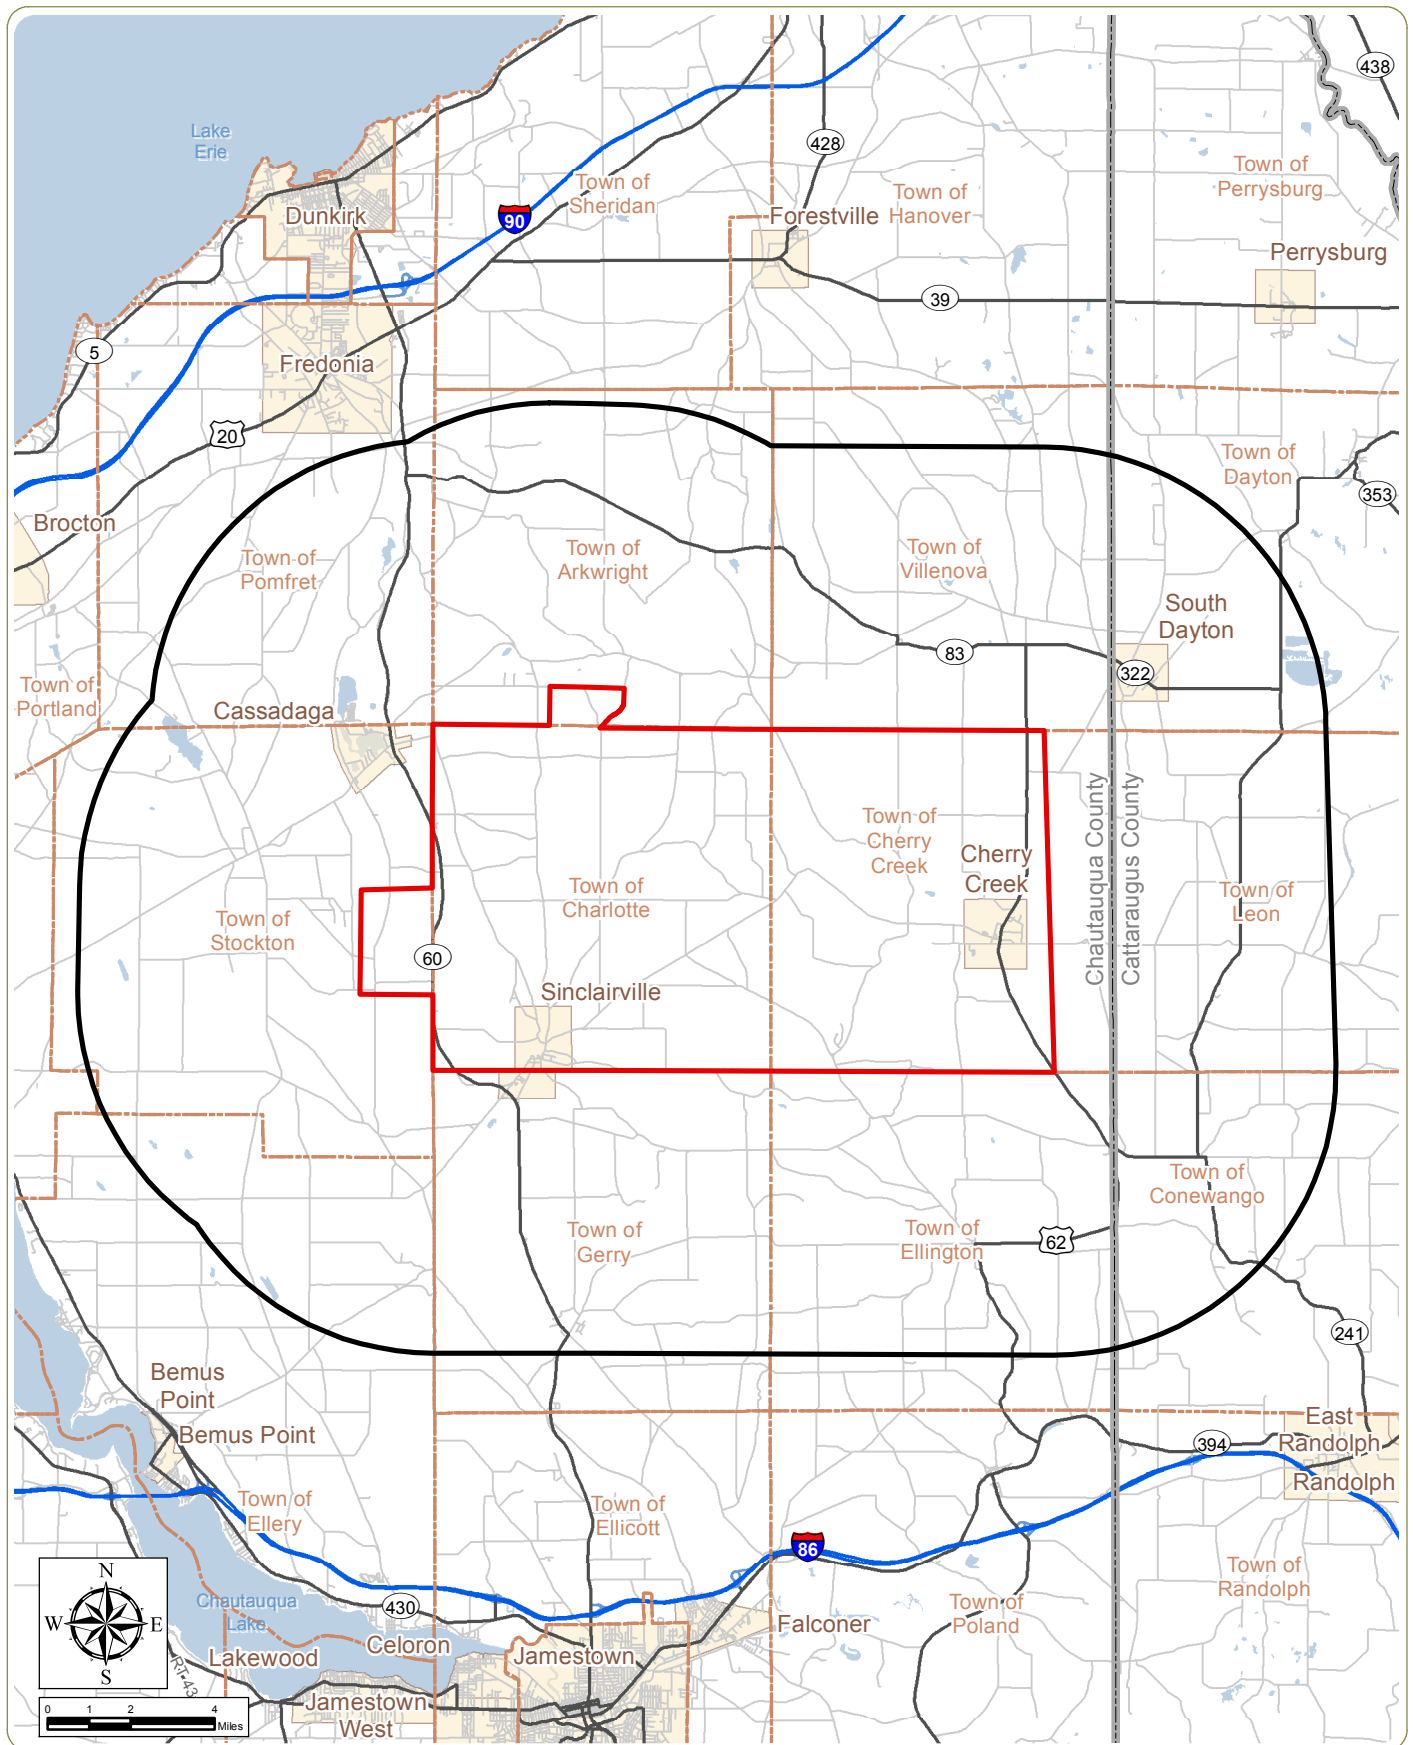 438
Lake
Erie
428
Town of
Sheridan
Town of
Hanover
Town of
Perrysburg
Dunkirk
90
Forestville
Perrysburg
39
5
Fredonia
20
Town of
Dayton
353
Brocton
Town of
Pomfret
Town of
Arkwright
Town of
Villenova
South
Dayton
83
322
Town of
Portland
Cassadaga
Chautauqua County
Cattaraugus County
Town of
Cherry
Creek
Cherry
Creek
Town of
Charlotte
Town of
Leon
Town of
Stockton
60
Sinclairville
Town of
Conewango
Town of
Gerry
Town of
Ellington
62
241
Bemus
Point
Bemus Point
East
Randolph
394
Randolph
Town of
Ellery
Town of
Ellicott
86
Town of
Randolph
N
W
E
S
Chautauqua
Lake
430
Town of
Poland
Falconer
Celoron
Lakewood
Jamestown
RT-43
Jamestown
West
0 1 2 4
Miles